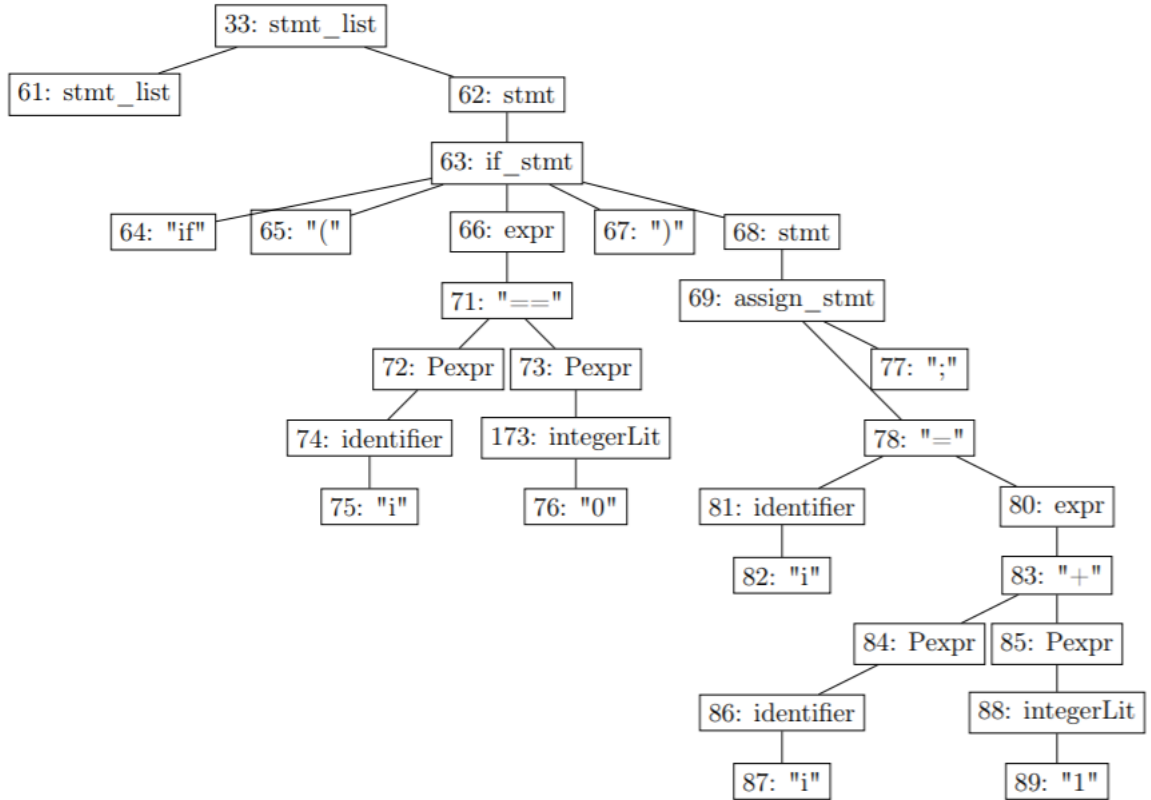 33: stmt_list
61: stmt_list
62: stmt
63: if_stmt
64: "if"
65: "("
66: expr
67: ")"
68: stmt
71: "=="
69: assign_stmt
72: Pexpr
73: Pexpr
77: ";"
74: identifier
173: integerLit
78: "="
75: "i"
76: "0"
81: identifier
80: expr
82: "i"
83: "+"
84: Pexpr
85: Pexpr
86: identifier
88: integerLit
87: "i"
89: "1"